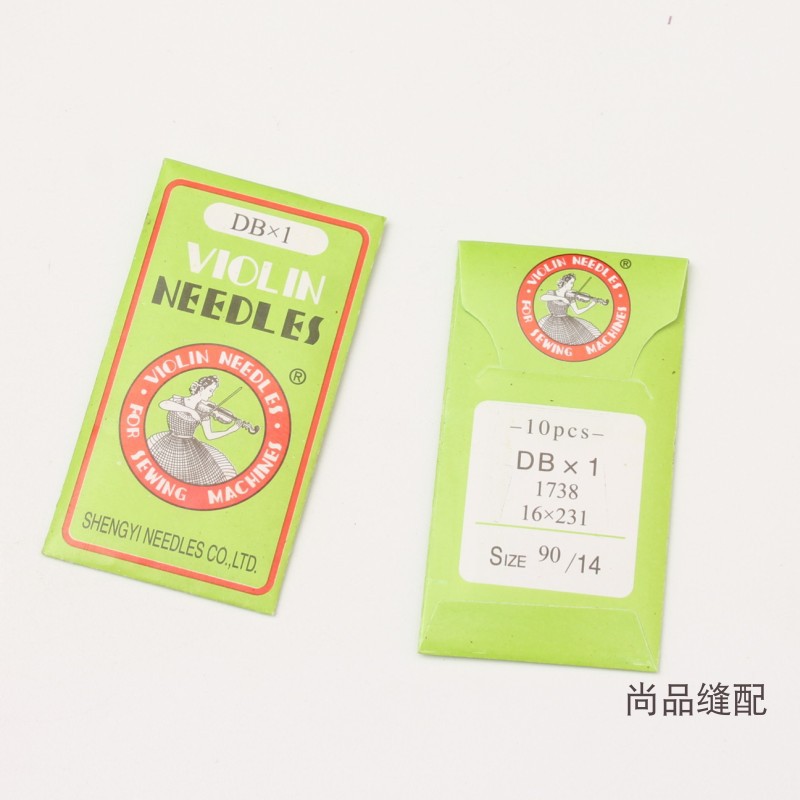 DB×1
VIOLIN
NEEDLES
®
VIOLIN NEEDLES
FOR SEWING MACHINES
SHENGYI NEEDLES CO.,LTD.
VIOLIN NEEDLES
®
FOR SEWING MACHINES
–10pcs–
DB×1
1738
16×231
SIZE 90/14
尚品缝配